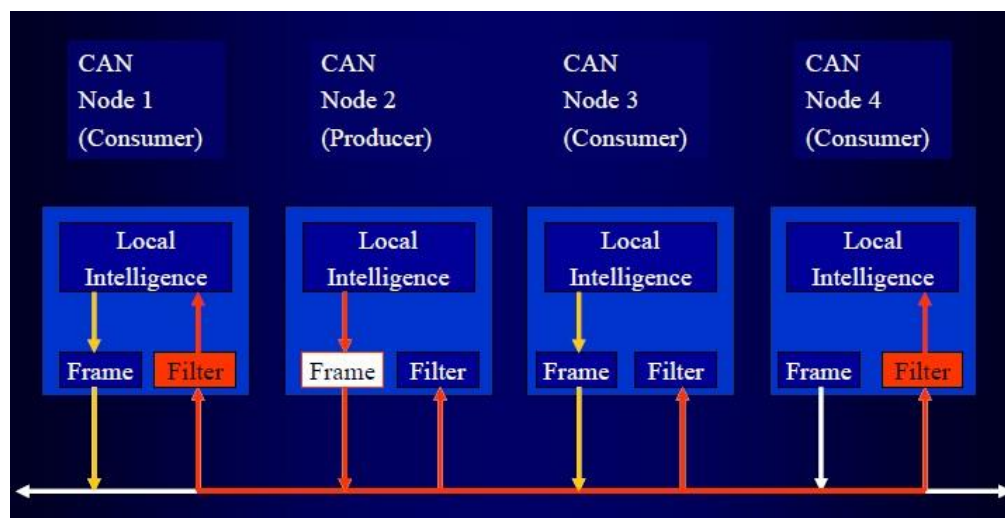 CAN
Node 1
(Consumer)
CAN
Node 2
(Producer)
CAN
Node 3
(Consumer)
CAN
Node 4
(Consumer)
Local
Intelligence
Frame
Filter
Local
Intelligence
Frame
Filter
Local
Intelligence
Frame
Filter
Local
Intelligence
Frame
Filter